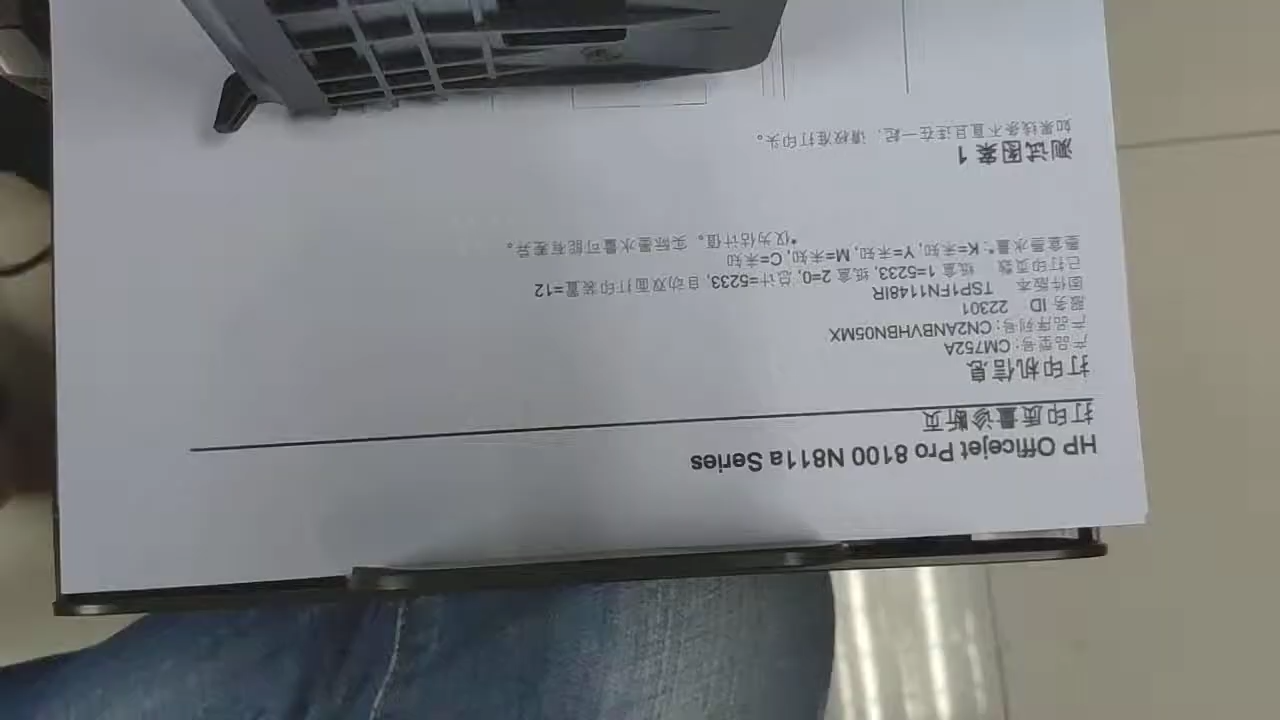 HP Officejet Pro 8100 N811a Series
打印质量诊断页
打印机信息
产品型号: CM752A
产品序列号: CN2ANBVHBN05MX
服务 ID 22301
固件版本 TSP1FN1148IR
已打印页数 纸盒 1=5233, 纸盒 2=0, 总计=5233, 自动双面打印装置=12
墨盒墨水量*: K=未知, Y=未知, M=未知, C=未知
*仅为估计值。实际墨水量可能有差异。
测试图案 1
如果线条不直且连在一起，请校准打印头。